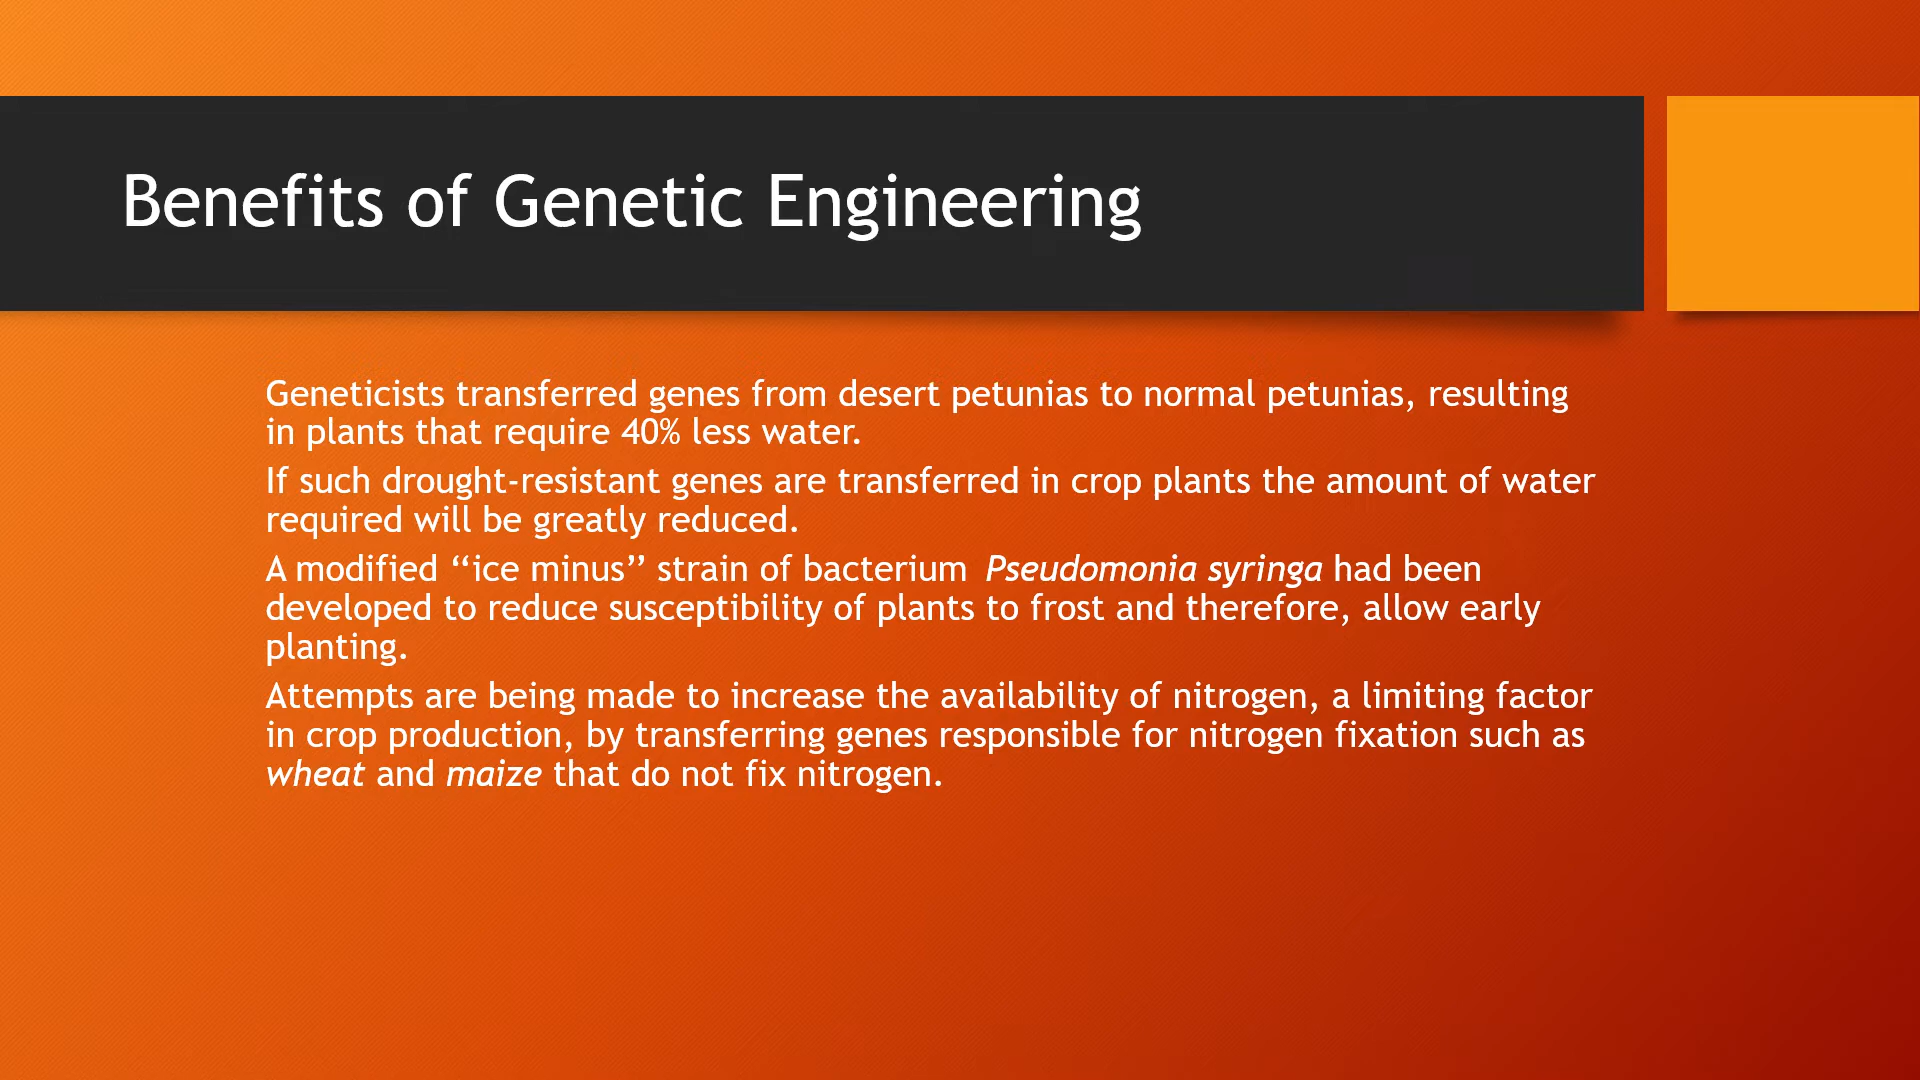 Benefits of Genetic Engineering
Geneticists transferred genes from desert petunias to normal petunias, resulting
in plants that require 40% less water.
If such drought-resistant genes are transferred in crop plants the amount of water
required will be greatly reduced.
A modified “ice minus” strain of bacterium Pseudomonia syringa had been
developed to reduce susceptibility of plants to frost and therefore, allow early
planting.
Attempts are being made to increase the availability of nitrogen, a limiting factor
in crop production, by transferring genes responsible for nitrogen fixation such as
wheat and maize that do not fix nitrogen.